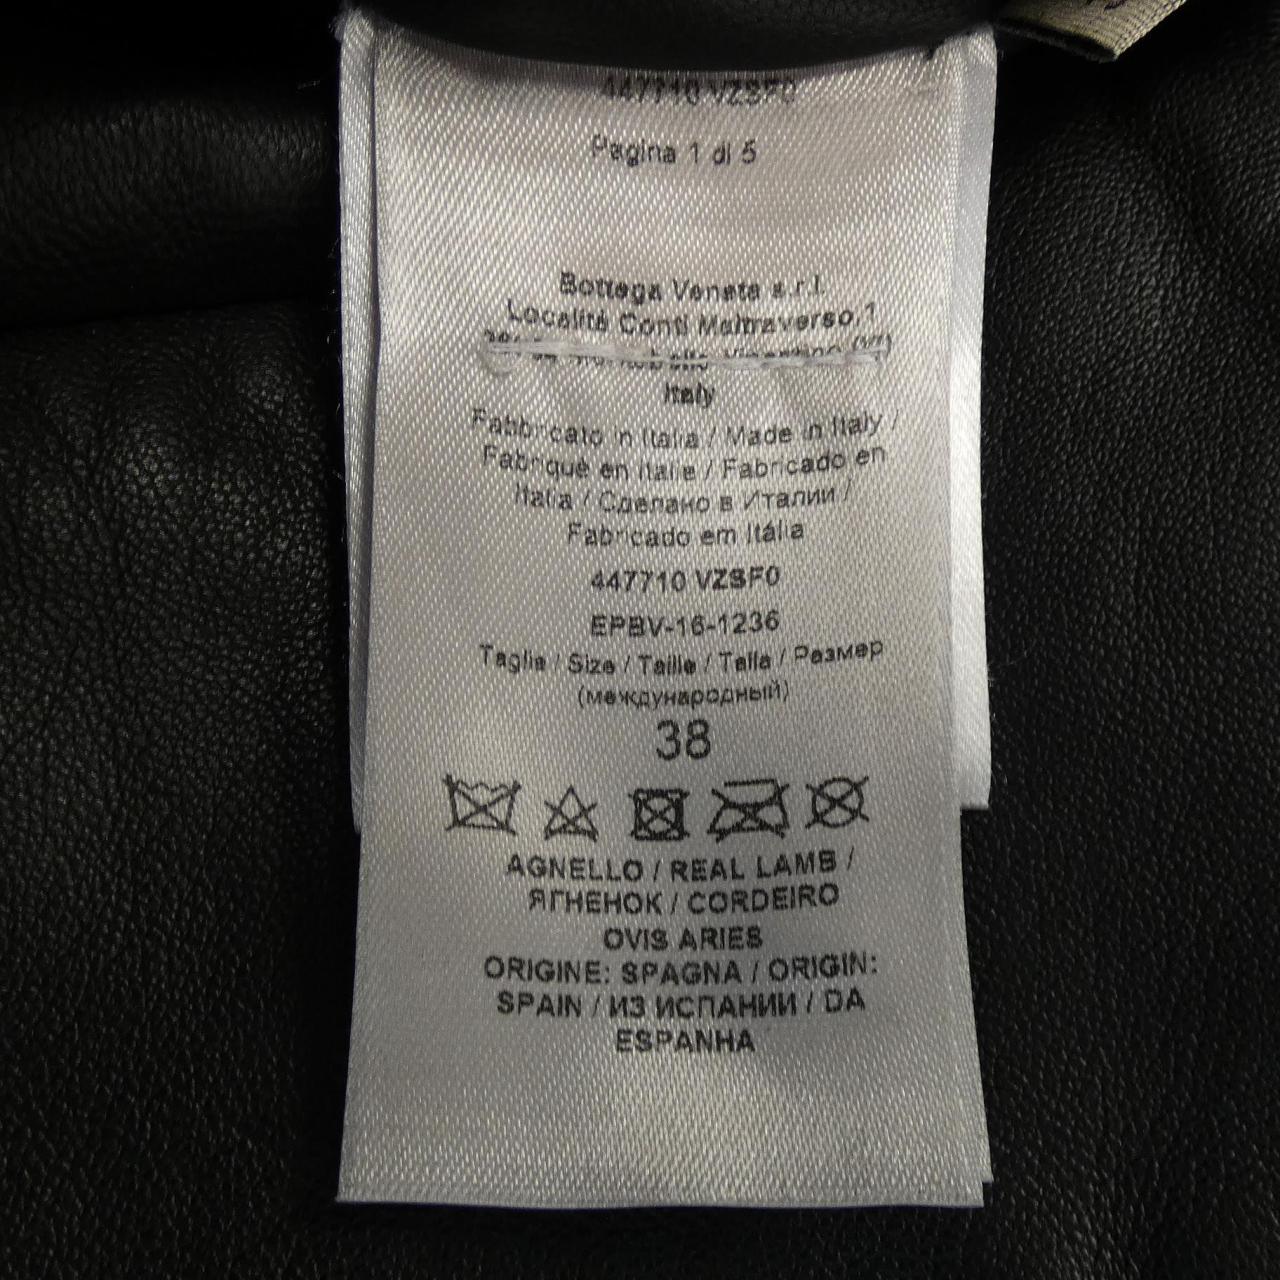 447710 VZSF0
Pagina 1 di 5
Bottega Veneta s.r.l.
Località Conti Maltraverso,1
Vicentino (VI)
Italy
Fabbricato in Italia / Made in Italy /
Fabriqué en Italie / Fabricado en
Italia / Сделано в Италии /
Fabricado em Itália
447710 VZSF0
EPBV-16-1236
Taglia / Size / Taille / Talla / Размер
(международный)
38
AGNELLO / REAL LAMB /
ЯГНЕНОК / CORDEIRO
OVIS ARIES
ORIGINE: SPAGNA / ORIGIN:
SPAIN / ИЗ ИСПАНИИ / DA
ESPANHA